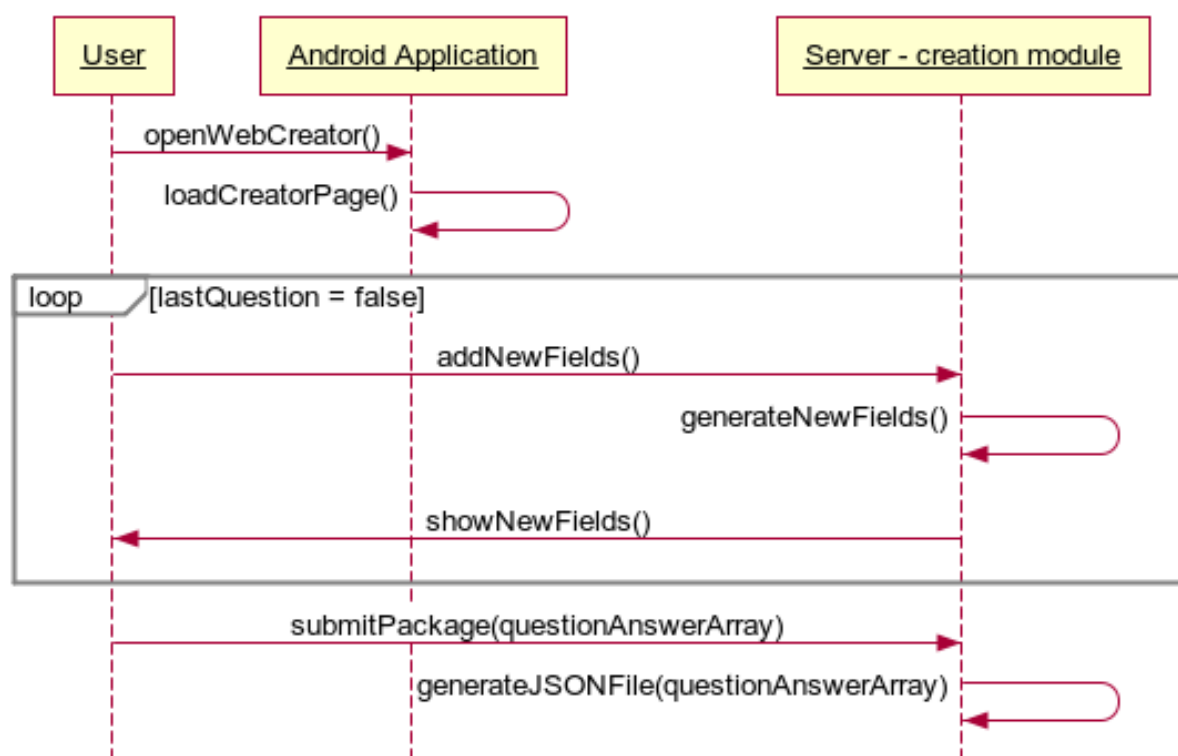 User
Android Application
Server - creation module
openWebCreator()
loadCreatorPage()
loop
[lastQuestion = false]
addNewFields()
generateNewFields()
showNewFields()
submitPackage(questionAnswerArray)
generateJSONFile(questionAnswerArray)